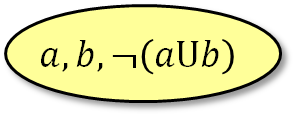 a, b, ¬(aUb)